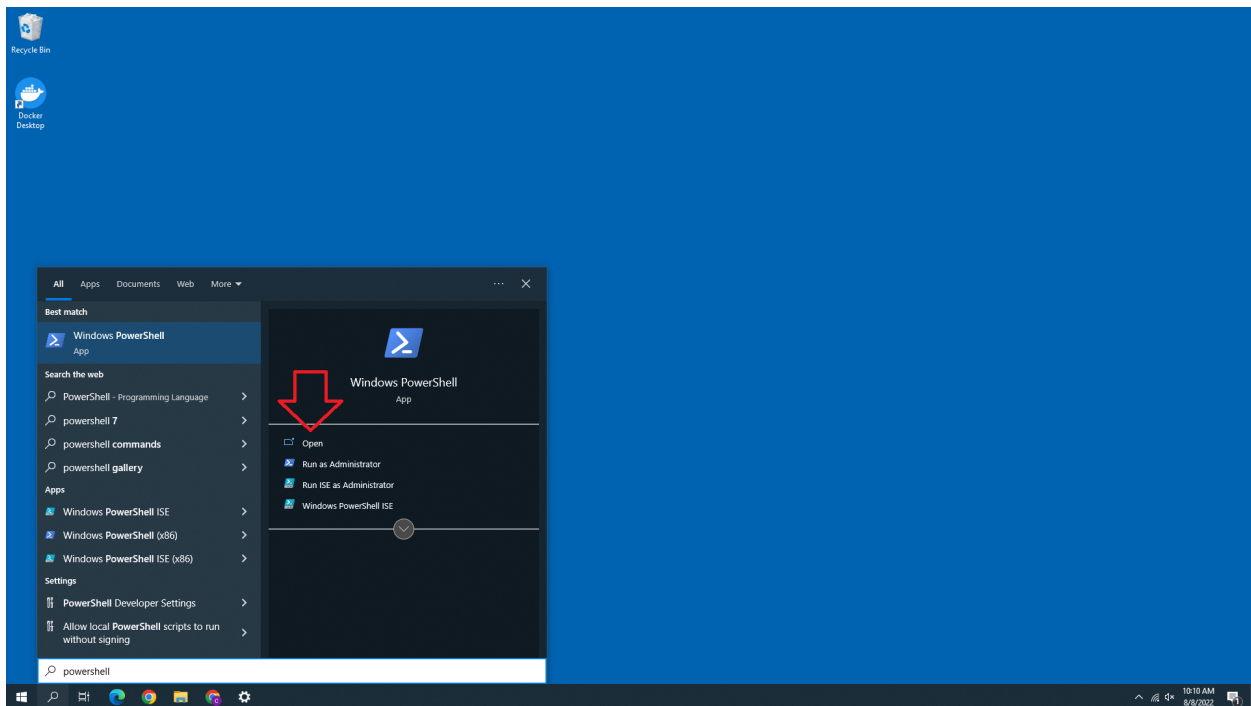 Recycle Bin
Docker
Desktop
All Apps Documents Web More
Best match
Windows PowerShell
App
Search the web
PowerShell - Programming Language
powershell 7
powershell commands
powershell gallery
Apps
Windows PowerShell ISE
Windows PowerShell (x86)
Windows PowerShell ISE (x86)
Settings
PowerShell Developer Settings
Allow local PowerShell scripts to run
without signing
Windows PowerShell
App
Open
Run as Administrator
Run ISE as Administrator
Windows PowerShell ISE
powershell
10:10 AM
8/8/2022